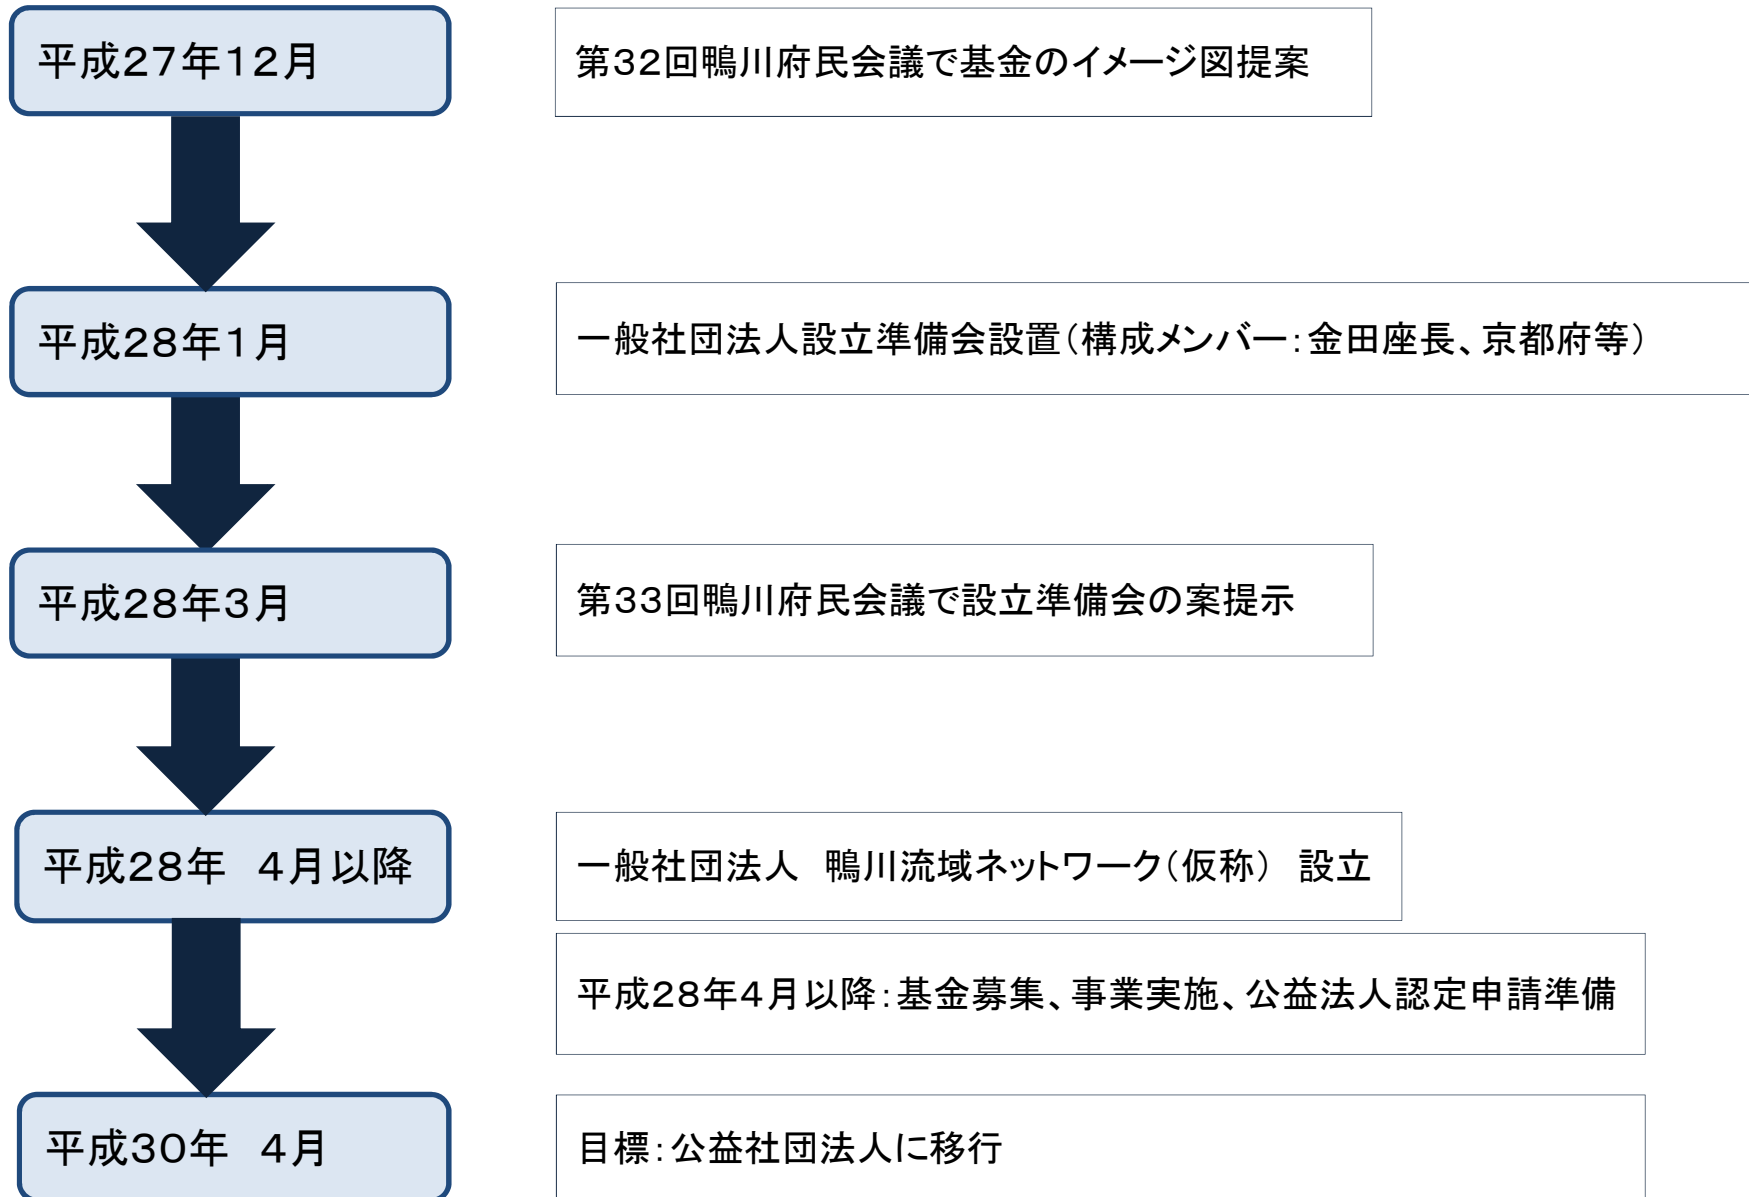 平成27年12月
第32回鴨川府民会議で基金のイメージ図提案
平成28年1月
一般社団法人設立準備会設置(構成メンバー:金田座長、京都府等)
平成28年3月
第33回鴨川府民会議で設立準備会の案提示
平成28年　4月以降
一般社団法人　鴨川流域ネットワーク(仮称)　設立
平成28年4月以降:基金募集、事業実施、公益法人認定申請準備
平成30年　4月
目標:公益社団法人に移行